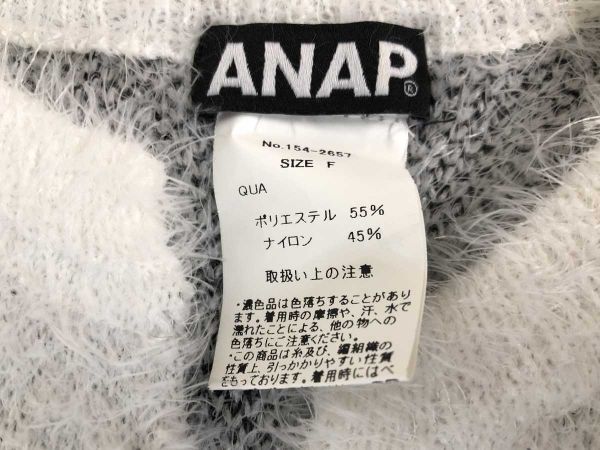 ANAP®
No.154-2657
SIZE F
QUA
ポリエステル 55%
ナイロン 45%
取扱い上の注意
・濃色品は色落ちすることがあり
ます。着用時の摩擦や、汗、水で
濡れたことによる、他の物への
色落ちにご注意ください。
・この商品は糸及び、編組織の
性質上、引っかかりやすい性質
をもっております。着用時にはベ